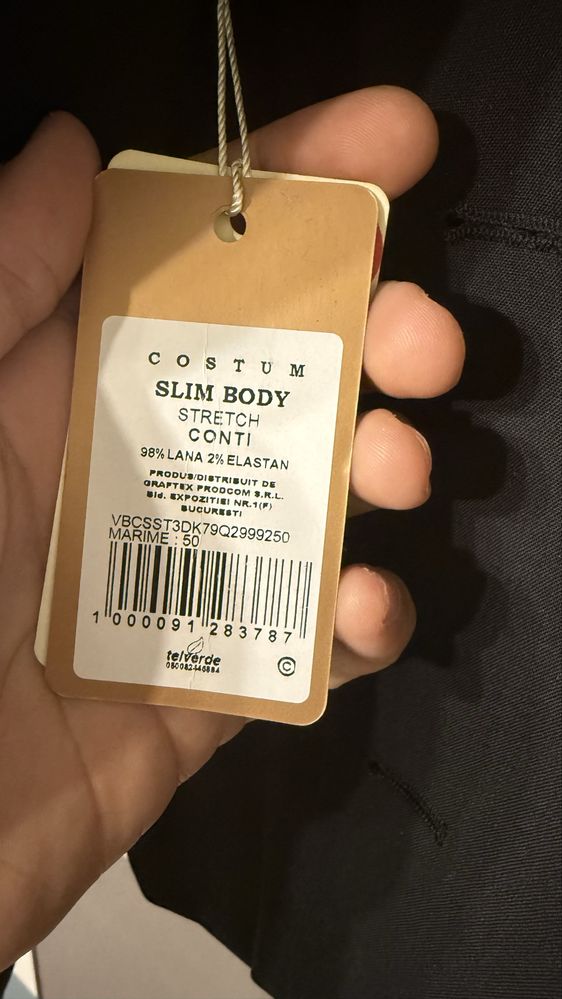 COSTUM
SLIM BODY
STRETCH
CONTI
98% LANA 2% ELASTAN
PRODUS/DISTRIBUIT DE
GRAFTEX PRODCOM S.R.L.
Bld. EXPOZITIEI NR.1(F)
BUCURESTI
VBCSST3DK79Q2999250
MARIME : 50
1 000091 283787
telverde
©